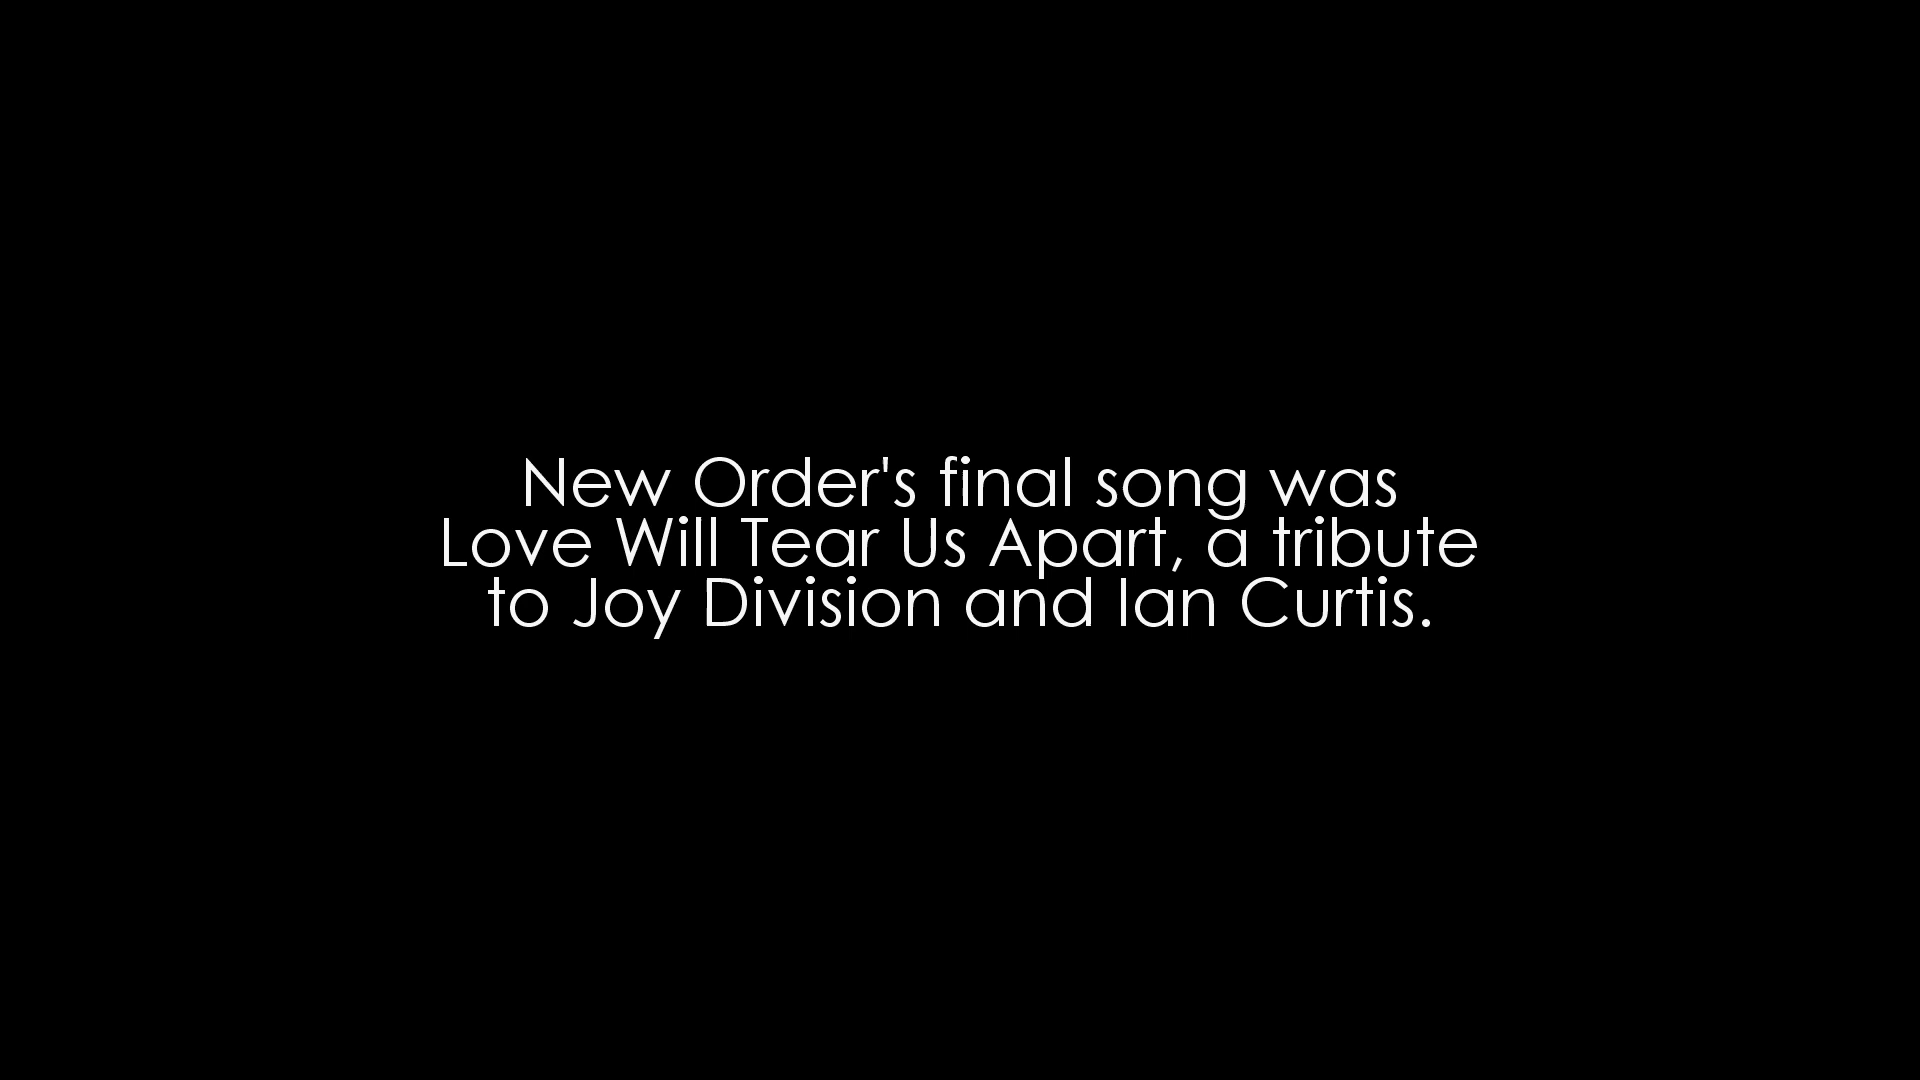 New Order's final song was
Love Will Tear Us Apart, a tribute
to Joy Division and Ian Curtis.